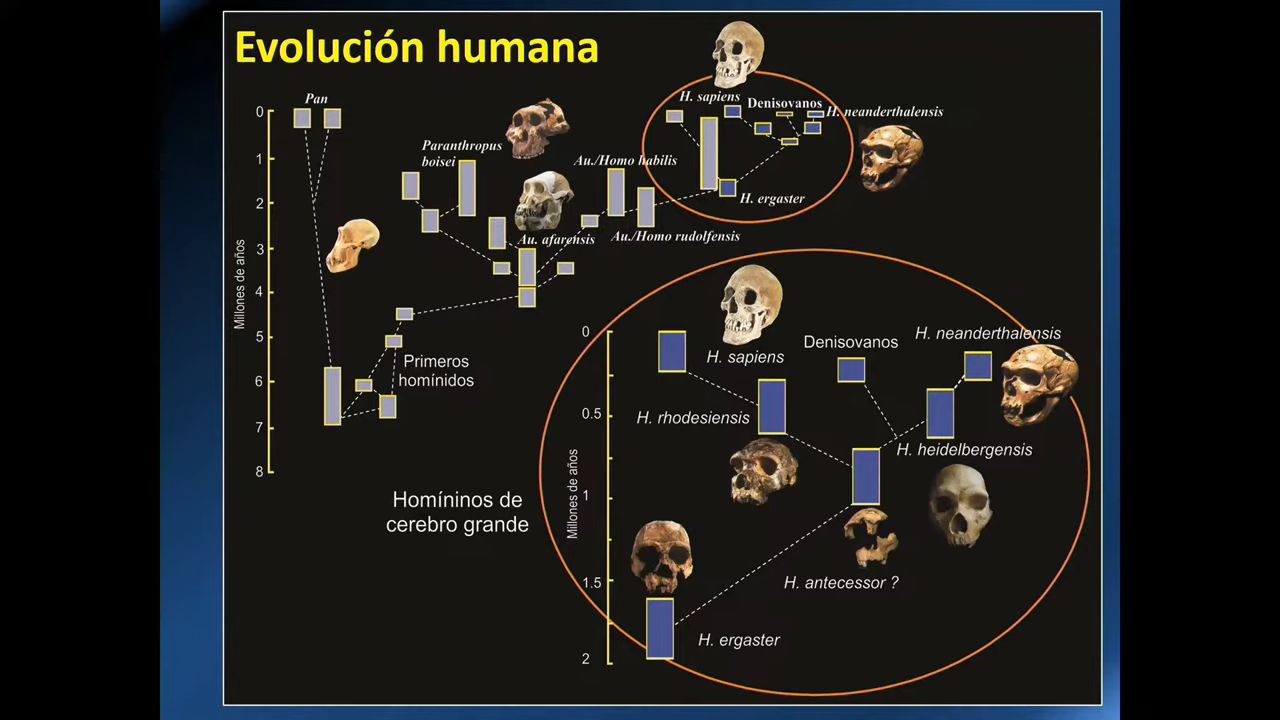 Evolución humana
Pan
H. sapiens
Denisovanos
H. neanderthalensis
Paranthropus
boisei
Au./Homo habilis
H. ergaster
Au. afarensis
Au./Homo rudolfensis
Millones de años
0
1
2
3
4
5
6
7
8
Primeros
homínidos
Homíninos de
cerebro grande
Millones de años
0
0.5
1
1.5
2
H. sapiens
Denisovanos
H. neanderthalensis
H. rhodesiensis
H. heidelbergensis
H. antecessor ?
H. ergaster